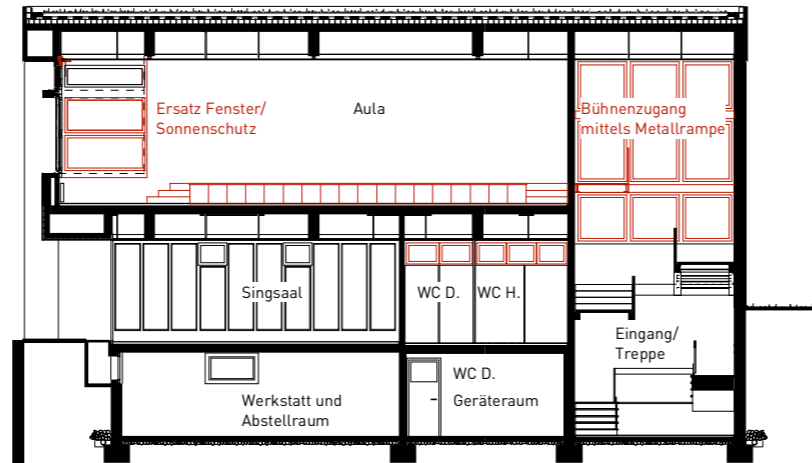 Ersatz Fenster/
Sonnenschutz
Aula
Bühnenzugang
mittels Metallrampe
Singsaal
WC D.
WC H.
Eingang/
Treppe
Werkstatt und
Abstellraum
WC D.
Geräteraum